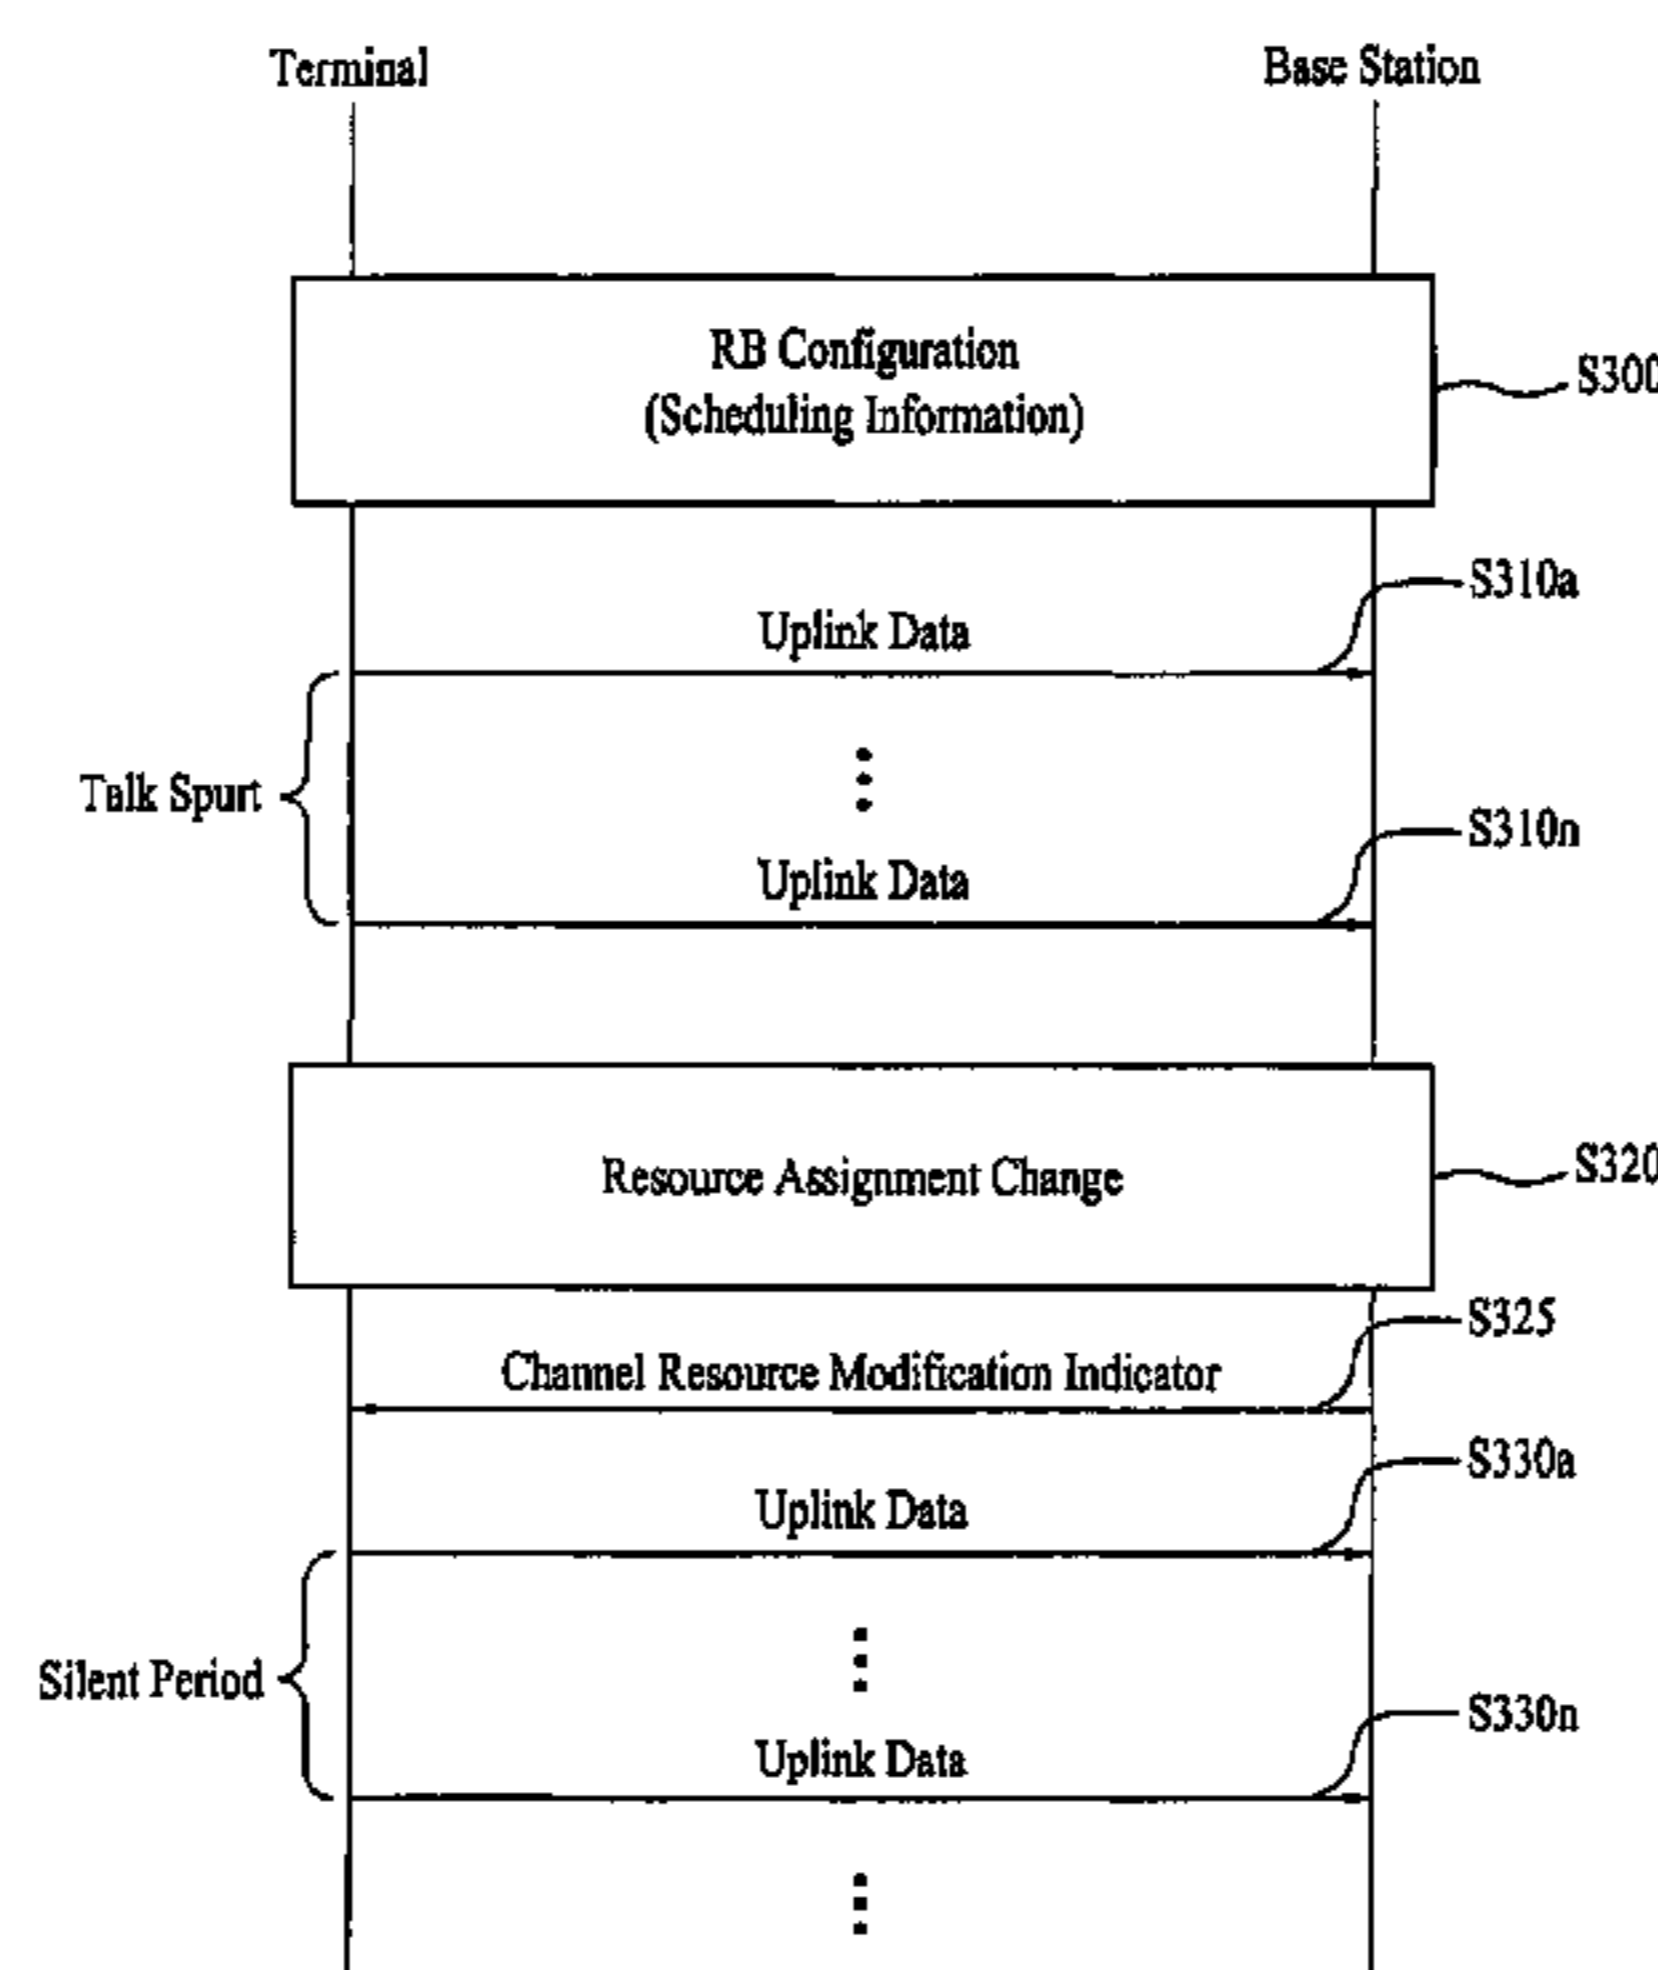 Terminal
Base Station
RB Configuration
(Scheduling Information)
S300
S310a
Uplink Data
Talk Spurt
S310n
Uplink Data
Resource Assignment Change
S320
S325
Channel Resource Modification Indicator
S330a
Uplink Data
Silent Period
S330n
Uplink Data